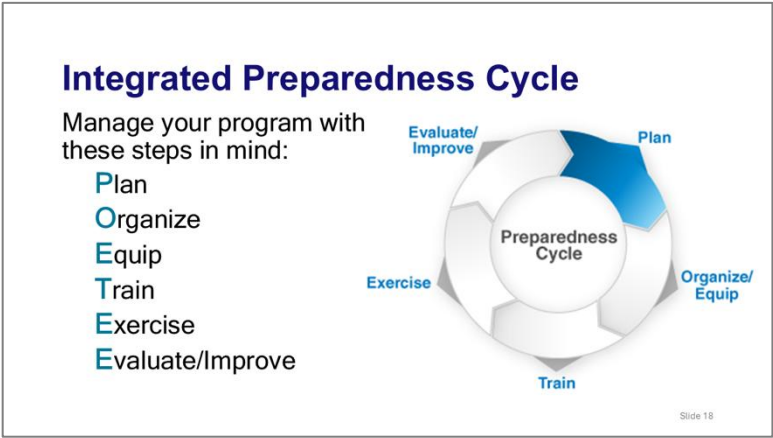 Integrated Preparedness Cycle
Manage your program with
these steps in mind:
Plan
Organize
Equip
Train
Exercise
Evaluate/Improve
Evaluate/
Improve
Plan
Preparedness
Cycle
Exercise
Organize/
Equip
Train
Slide 18